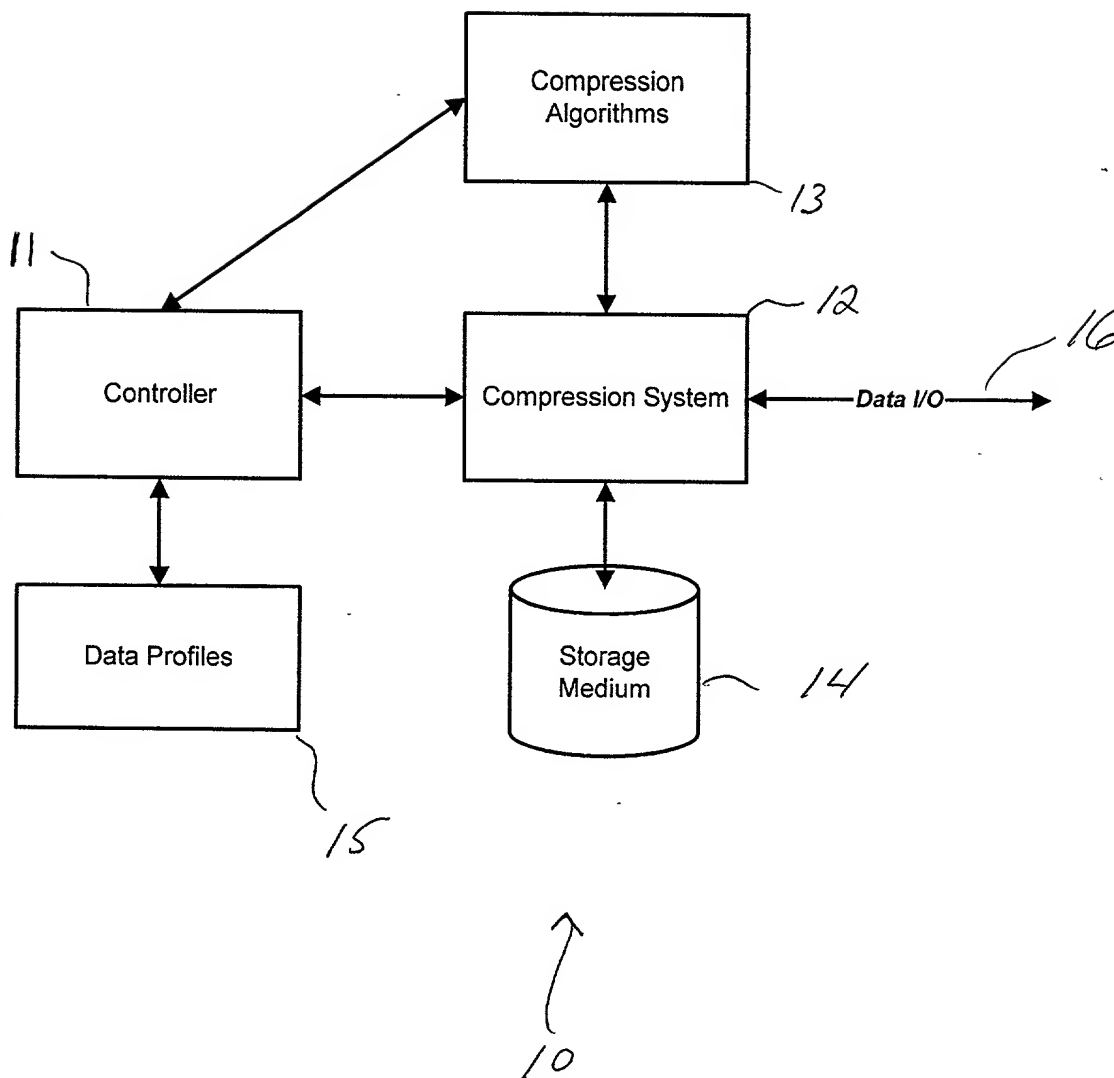 Compression
Algorithms
13
11
12
16
Controller
Compression System
Data I/O
Data Profiles
Storage
Medium
14
15
10